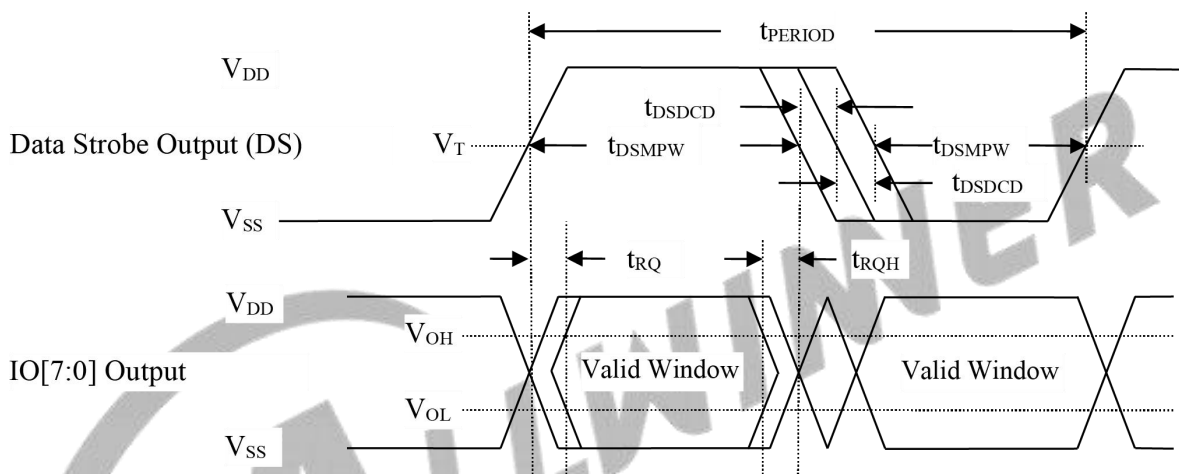 tPERIOD
VDD
tDSDCD
Data Strobe Output (DS)
VT
tDSMPW
tDSMPW
tDSDCD
VSS
tRQ
tRQH
VDD
VOH
IO[7:0] Output
Valid Window
Valid Window
VOL
VSS
ALLWINNER